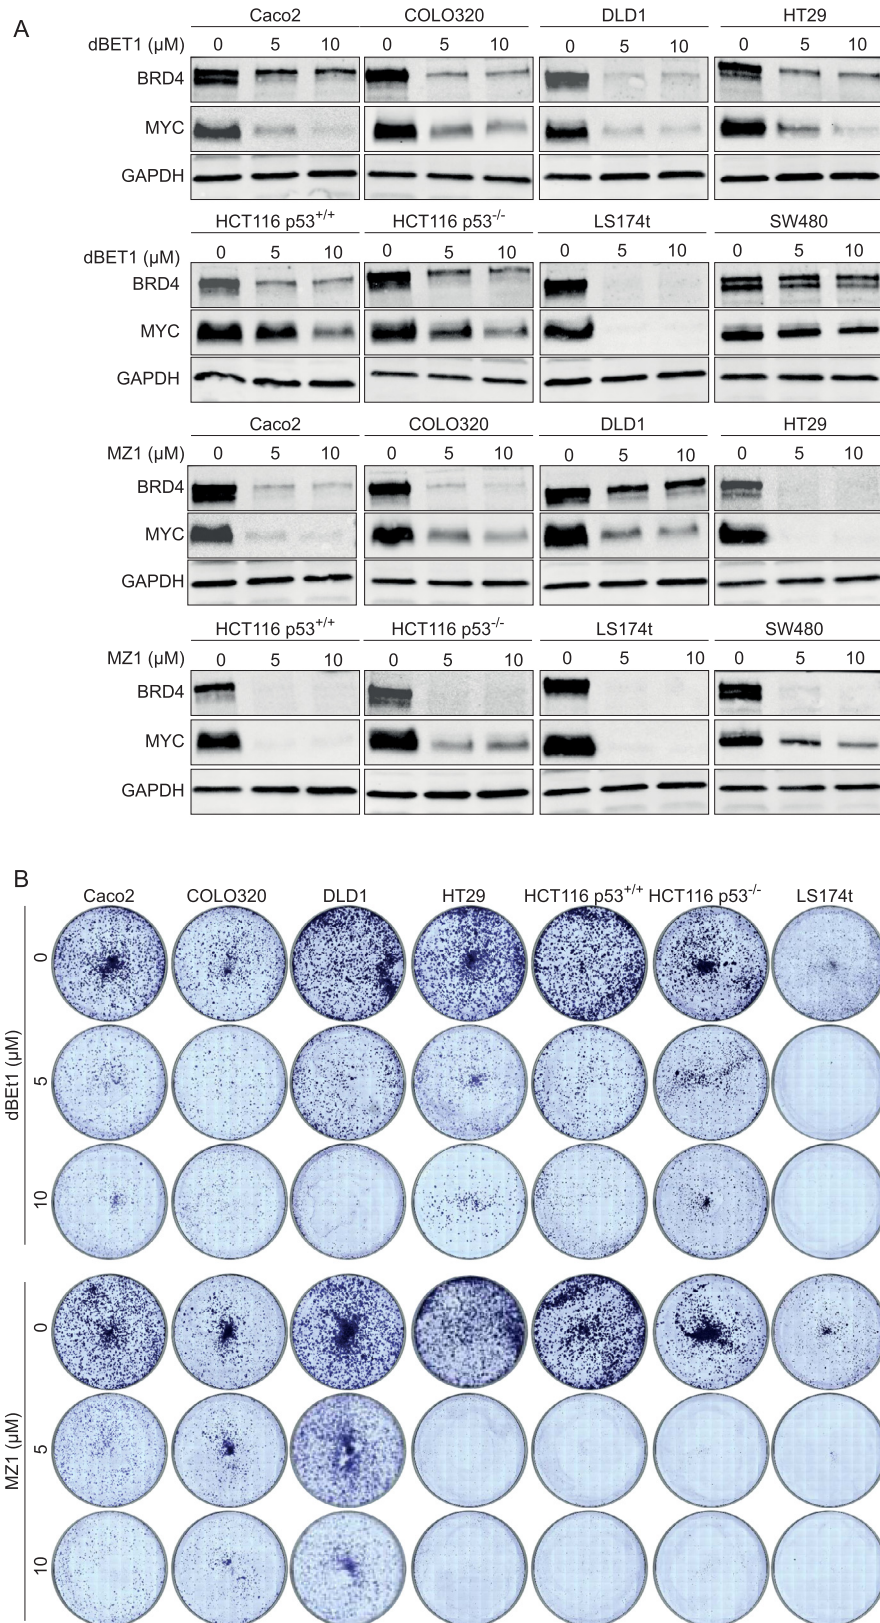 A
Caco2 COLO320 DLD1 HT29
dBET1 (µM) 0 5 10 0 5 10 0 5 10 0 5 10
BRD4
MYC
GAPDH
HCT116 p53+/+ HCT116 p53-/- LS174t SW480
dBET1 (µM) 0 5 10 0 5 10 0 5 10 0 5 10
BRD4
MYC
GAPDH
Caco2 COLO320 DLD1 HT29
MZ1 (µM) 0 5 10 0 5 10 0 5 10 0 5 10
BRD4
MYC
GAPDH
HCT116 p53+/+ HCT116 p53-/- LS174t SW480
MZ1 (µM) 0 5 10 0 5 10 0 5 10 0 5 10
BRD4
MYC
GAPDH
B
Caco2 COLO320 DLD1 HT29 HCT116 p53+/+ HCT116 p53-/- LS174t
dBEt1 (µM)
0
5
10
MZ1 (µM)
0
5
10